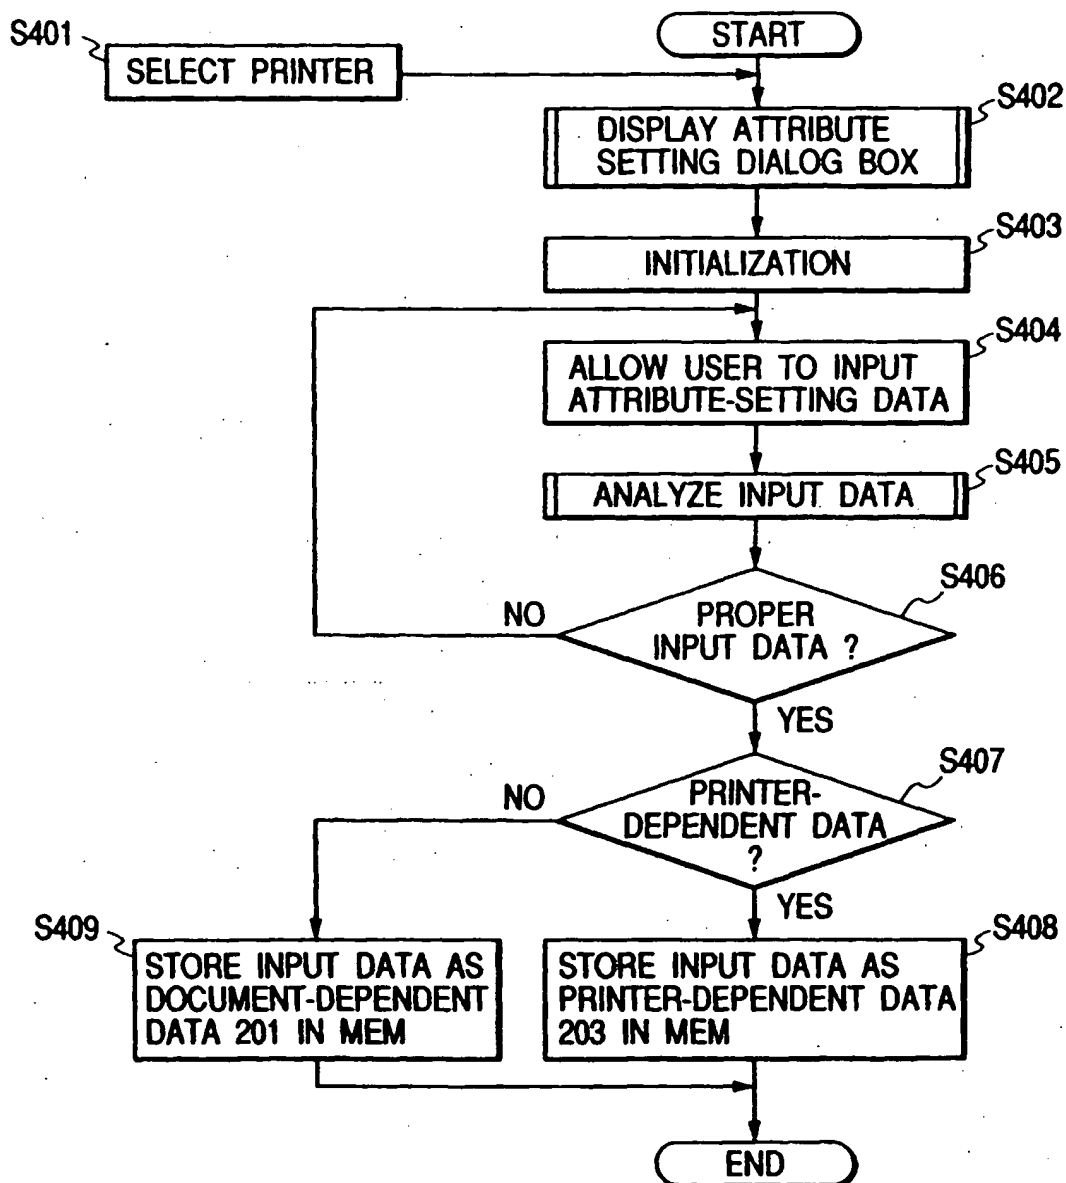 START
S401
SELECT PRINTER
S402
DISPLAY ATTRIBUTE
SETTING DIALOG BOX
S403
INITIALIZATION
S404
ALLOW USER TO INPUT
ATTRIBUTE-SETTING DATA
S405
ANALYZE INPUT DATA
S406
PROPER
INPUT DATA ?
NO
YES
S407
PRINTER-
DEPENDENT DATA
?
NO
YES
S409
STORE INPUT DATA AS
DOCUMENT-DEPENDENT
DATA 201 IN MEM
S408
STORE INPUT DATA AS
PRINTER-DEPENDENT DATA
203 IN MEM
END